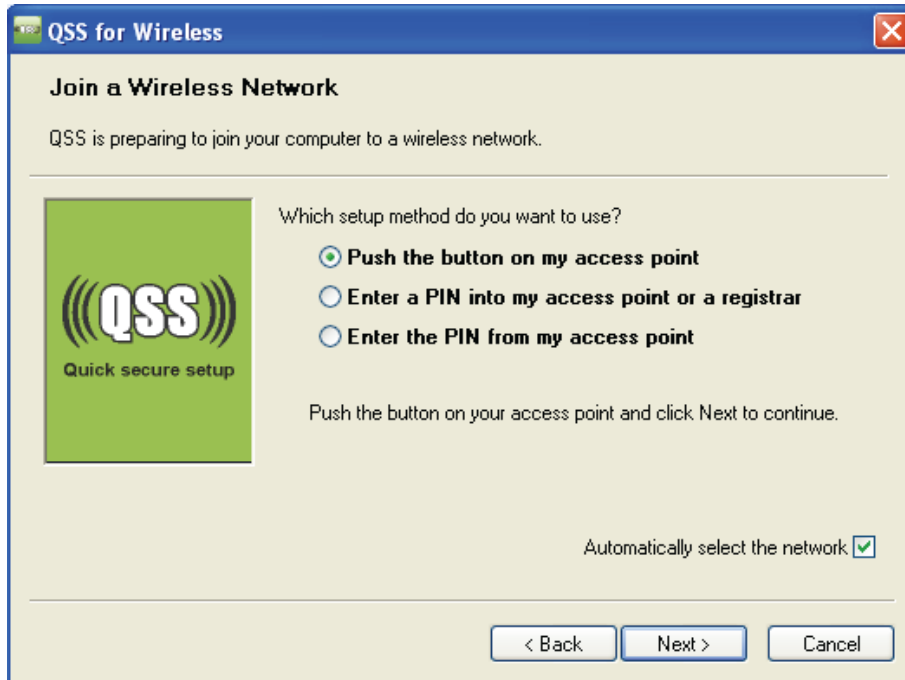 QSS for Wireless
Join a Wireless Network
QSS is preparing to join your computer to a wireless network.
Which setup method do you want to use?
Push the button on my access point
Enter a PIN into my access point or a registrar
Enter the PIN from my access point
(((QSS)))
Quick secure setup
Push the button on your access point and click Next to continue.
Automatically select the network
< Back
Next >
Cancel